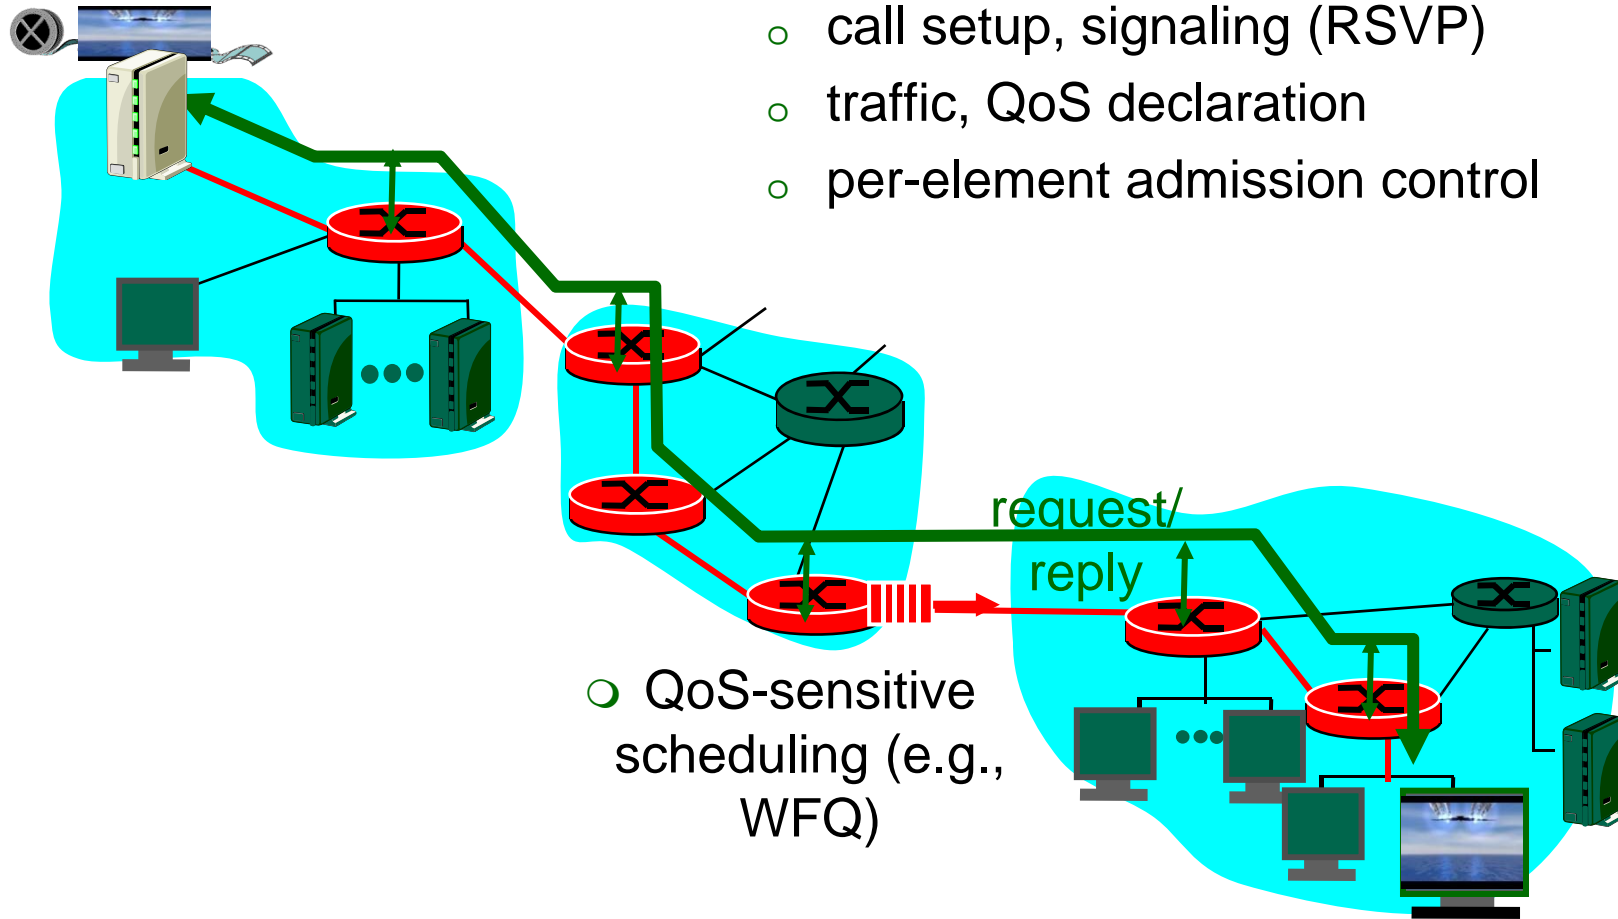 call setup, signaling (RSVP)
traffic, QoS declaration
per-element admission control
request/
reply
QoS-sensitive
scheduling (e.g.,
WFQ)